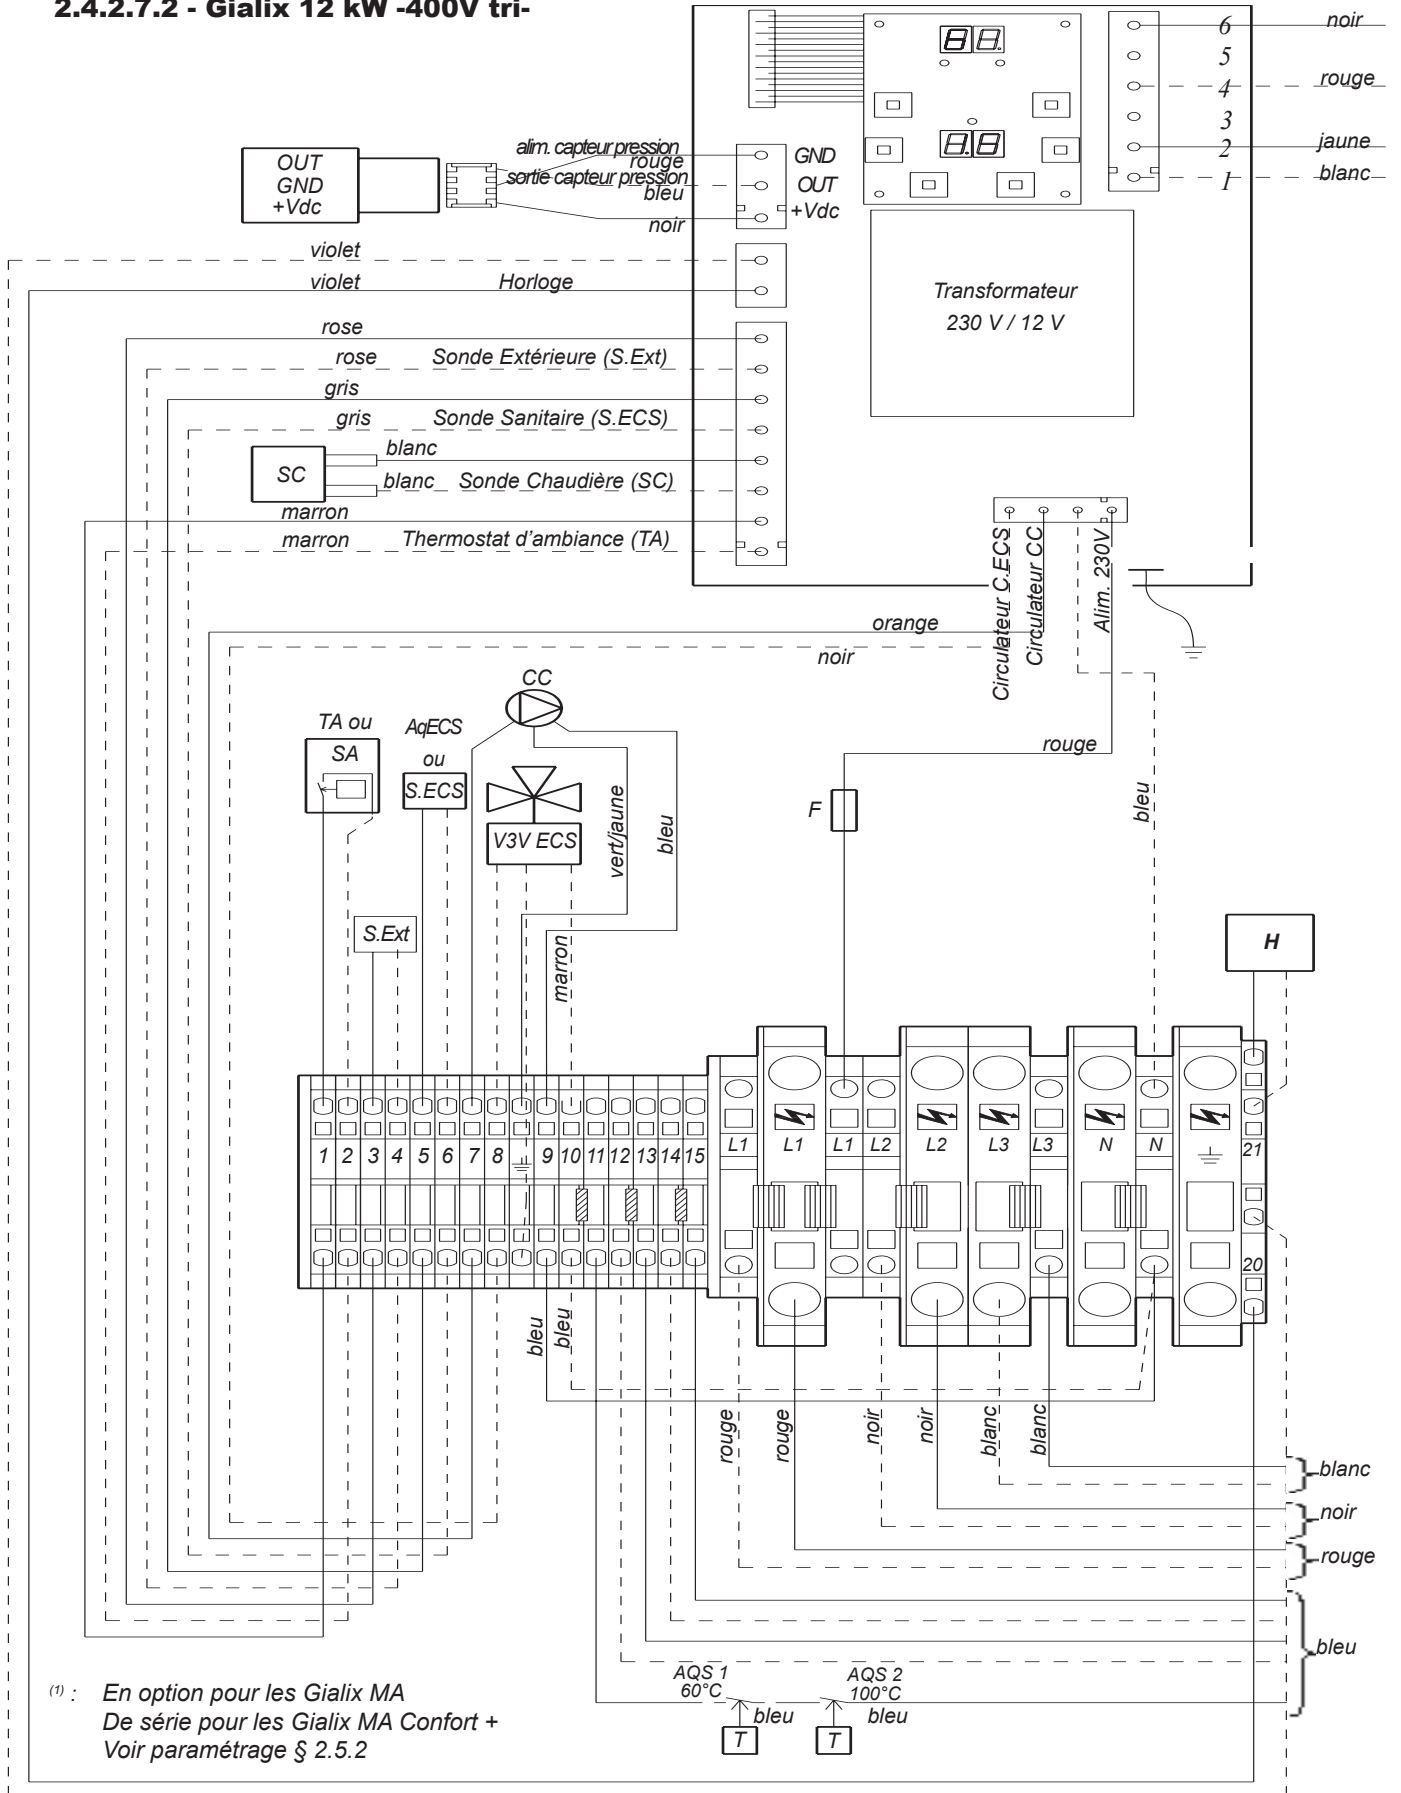 2.4.2.7.2 - Gialix 12 kW -400V tri-
6 noir
5
4 rouge
3
2 jaune
1 blanc
OUT
GND
+Vdc
alim. capteur pression
rouge
sortie capteur pression
bleu
noir
GND
OUT
+Vdc
violet
violet Horloge
rose
rose Sonde Extérieure (S.Ext)
gris
gris Sonde Sanitaire (S.ECS)
SC
blanc
blanc Sonde Chaudière (SC)
marron
marron Thermostat d'ambiance (TA)
Transformateur
230 V / 12 V
Circulateur C.ECS
Circulateur CC
Alim. 230V
orange
noir
rouge
bleu
CC
TA ou
SA
AqECS
ou
S.ECS
V3V ECS
vert/jaune
bleu
S.Ext
marron
F
H
1 2 3 4 5 6 7 8 9 10 11 12 13 14 15
L1 L1 L1 L2 L2 L3 L3 N N
21
20
bleu
bleu
rouge
rouge
noir
noir
blanc
blanc
blanc
noir
rouge
bleu
AQS 1
60°C
AQS 2
100°C
bleu
bleu
T
T
(1) : En option pour les Gialix MA
De série pour les Gialix MA Confort +
Voir paramétrage § 2.5.2